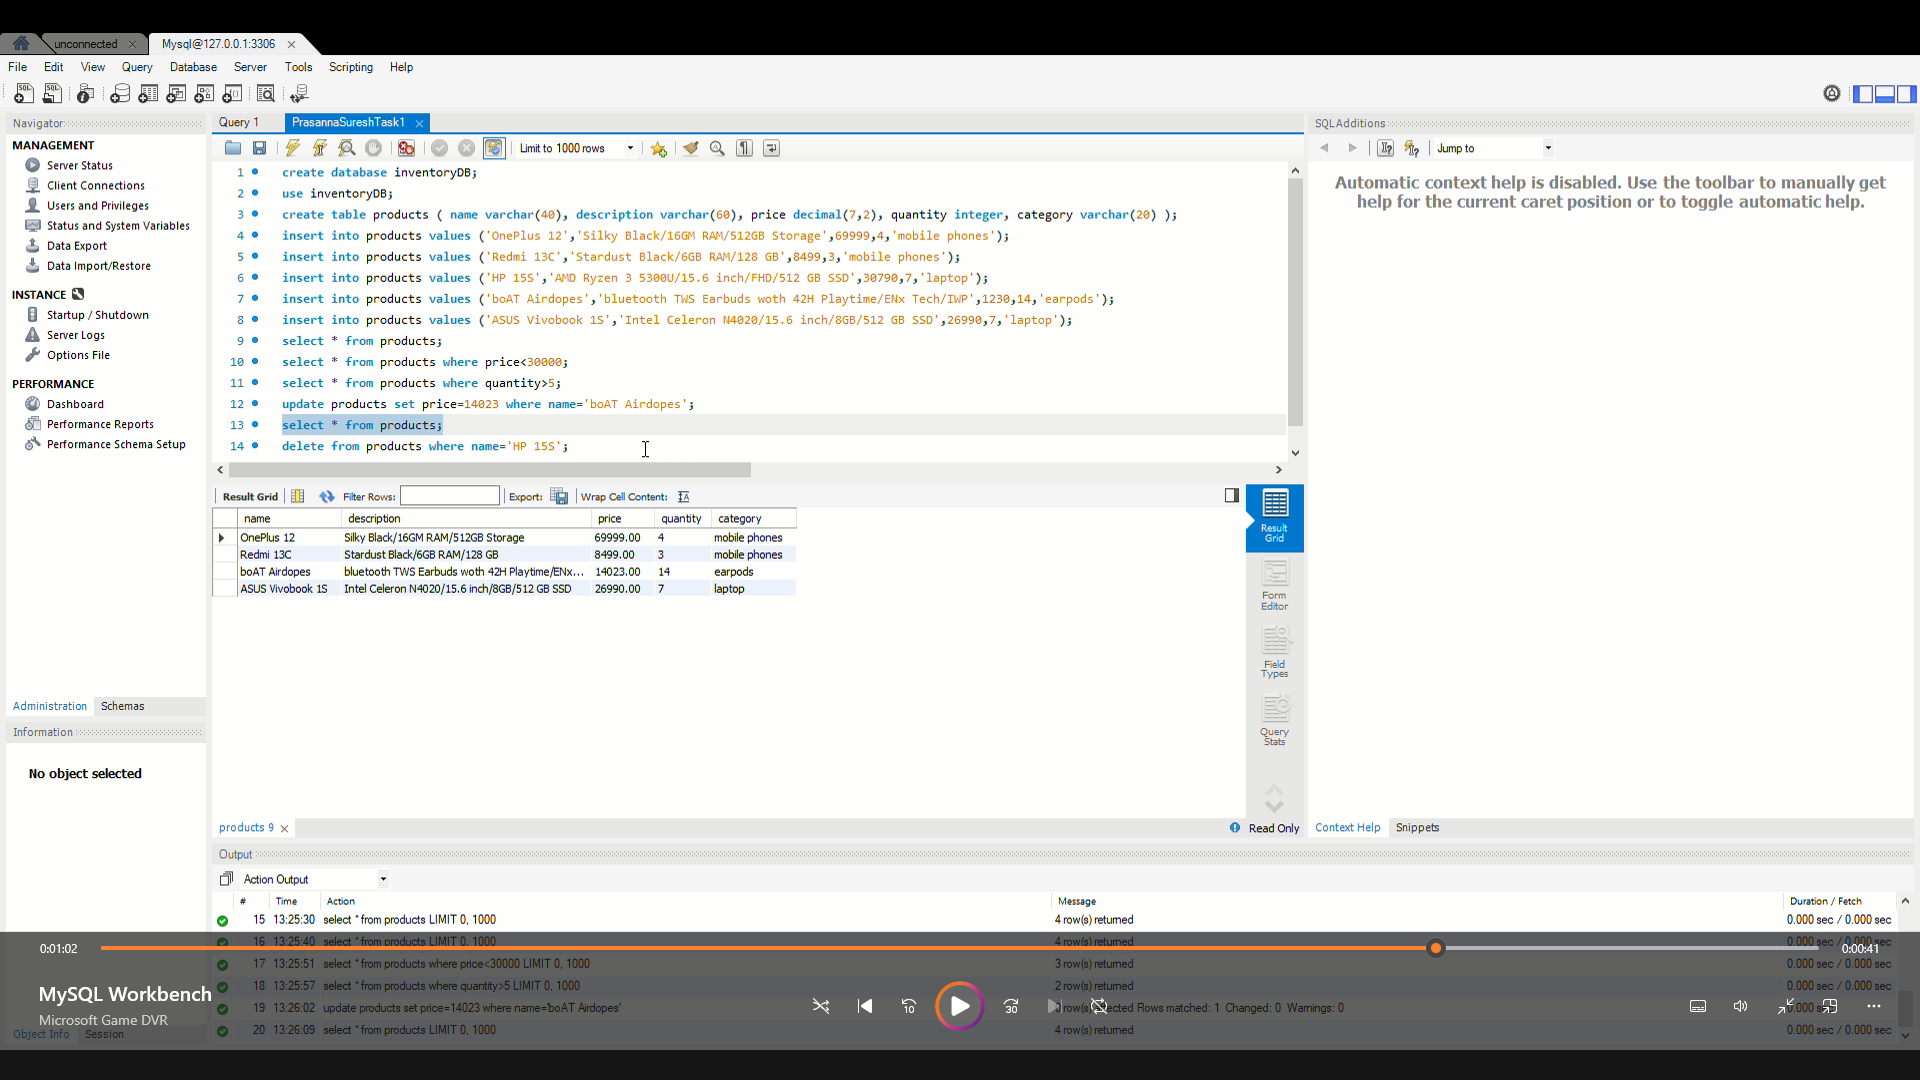 unconnected
Mysql@127.0.0.1:3306
File Edit View Query Database Server Tools Scripting Help
Navigator
MANAGEMENT
Server Status
Client Connections
Users and Privileges
Status and System Variables
Data Export
Data Import/Restore
INSTANCE
Startup / Shutdown
Server Logs
Options File
PERFORMANCE
Dashboard
Performance Reports
Performance Schema Setup
Administration Schemas
Information
No object selected
Object Info Session
Query 1 PrasannaSureshTask1
Limit to 1000 rows
1 create database inventoryDB;
2 use inventoryDB;
3 create table products ( name varchar(40), description varchar(60), price decimal(7,2), quantity integer, category varchar(20) );
4 insert into products values ('OnePlus 12','Silky Black/16GM RAM/512GB Storage',69999,4,'mobile phones');
5 insert into products values ('Redmi 13C','Stardust Black/6GB RAM/128 GB',8499,3,'mobile phones');
6 insert into products values ('HP 15S','AMD Ryzen 3 5300U/15.6 inch/FHD/512 GB SSD',30790,7,'laptop');
7 insert into products values ('boAT Airdopes','bluetooth TWS Earbuds woth 42H Playtime/ENx Tech/IWP',1230,14,'earpods');
8 insert into products values ('ASUS Vivobook 1S','Intel Celeron N4020/15.6 inch/8GB/512 GB SSD',26990,7,'laptop');
9 select * from products;
10 select * from products where price<30000;
11 select * from products where quantity>5;
12 update products set price=14023 where name='boAT Airdopes';
13 select * from products;
14 delete from products where name='HP 15S';
Result Grid Filter Rows: Export: Wrap Cell Content:
name description price quantity category
OnePlus 12 Silky Black/16GM RAM/512GB Storage 69999.00 4 mobile phones
Redmi 13C Stardust Black/6GB RAM/128 GB 8499.00 3 mobile phones
boAT Airdopes bluetooth TWS Earbuds woth 42H Playtime/ENx... 14023.00 14 earpods
ASUS Vivobook 1S Intel Celeron N4020/15.6 inch/8GB/512 GB SSD 26990.00 7 laptop
Result Grid
Form Editor
Field Types
Query Stats
products 9
Read Only
SQLAdditions
Jump to
Automatic context help is disabled. Use the toolbar to manually get
help for the current caret position or to toggle automatic help.
Context Help Snippets
Output
Action Output
# Time Action Message Duration / Fetch
15 13:25:30 select * from products LIMIT 0, 1000 4 row(s) returned 0.000 sec / 0.000 sec
16 13:25:40 select * from products LIMIT 0, 1000 4 row(s) returned 0.000 sec / 0.000 sec
17 13:25:51 select * from products where price<30000 LIMIT 0, 1000 3 row(s) returned 0.000 sec / 0.000 sec
18 13:25:57 select * from products where quantity>5 LIMIT 0, 1000 2 row(s) returned 0.000 sec / 0.000 sec
19 13:26:02 update products set price=14023 where name='boAT Airdopes' row(s) Rows matched: 1 Changed: 0 Warnings: 0 0.000 sec
20 13:26:09 select * from products LIMIT 0, 1000 4 row(s) returned 0.000 sec / 0.000 sec
0:01:02
0:00:41
MySQL Workbench
Microsoft Game DVR
10
30